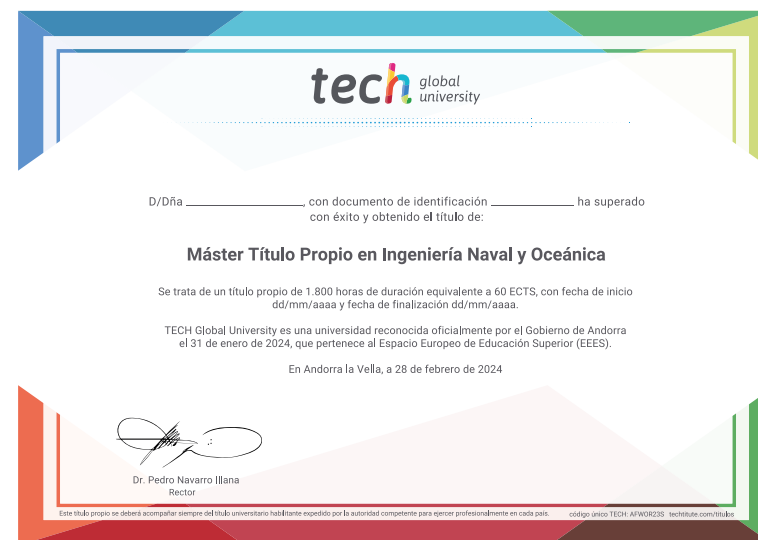 tech global university
D/Dña ____________, con documento de identificación ____________ ha superado
con éxito y obtenido el título de:
Máster Título Propio en Ingeniería Naval y Oceánica
Se trata de un título propio de 1.800 horas de duración equivalente a 60 ECTS, con fecha de inicio
dd/mm/aaaa y fecha de finalización dd/mm/aaaa.
TECH Global University es una universidad reconocida oficialmente por el Gobierno de Andorra
el 31 de enero de 2024, que pertenece al Espacio Europeo de Educación Superior (EEES).
En Andorra la Vella, a 28 de febrero de 2024
Dr. Pedro Navarro Illana
Rector
Este título propio se deberá acompañar siempre del título universitario habilitante expedido por la autoridad competente para ejercer profesionalmente en cada país. código único TECH: AFWOR23S techtitute.com/titulos